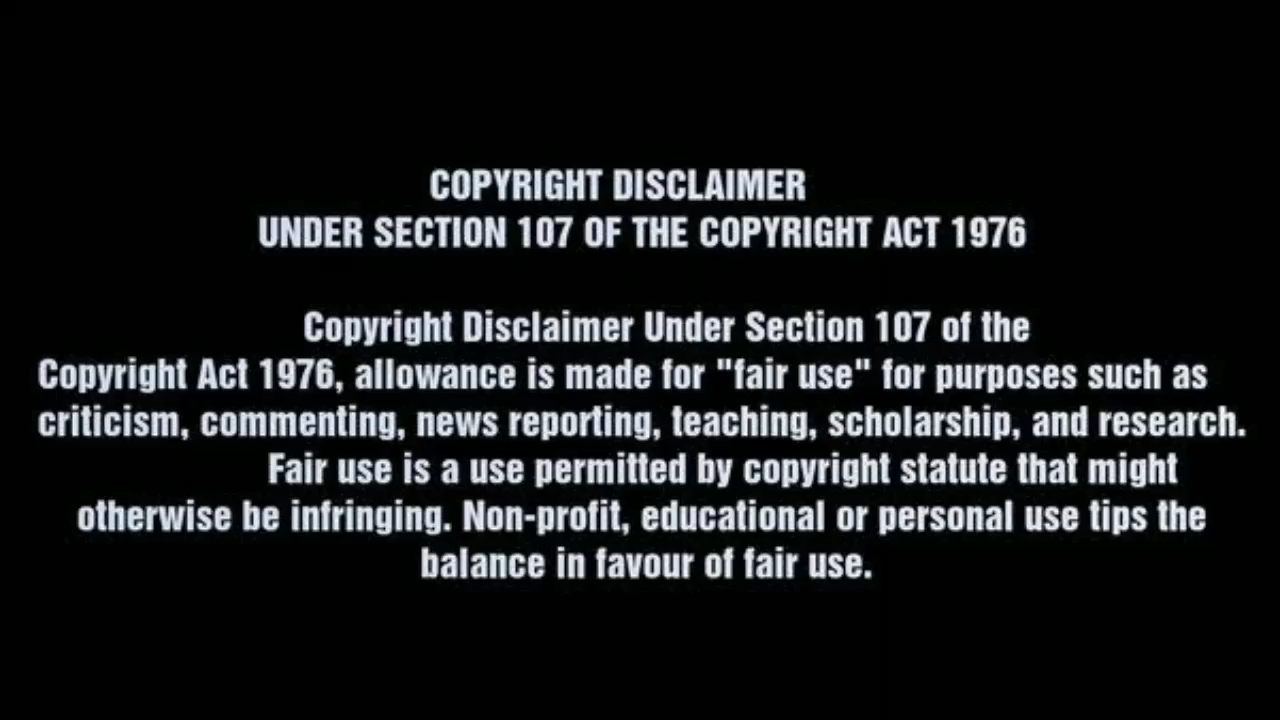 COPYRIGHT DISCLAIMER
UNDER SECTION 107 OF THE COPYRIGHT ACT 1976
Copyright Disclaimer Under Section 107 of the
Copyright Act 1976, allowance is made for "fair use" for purposes such as
criticism, commenting, news reporting, teaching, scholarship, and research.
Fair use is a use permitted by copyright statute that might
otherwise be infringing. Non-profit, educational or personal use tips the
balance in favour of fair use.